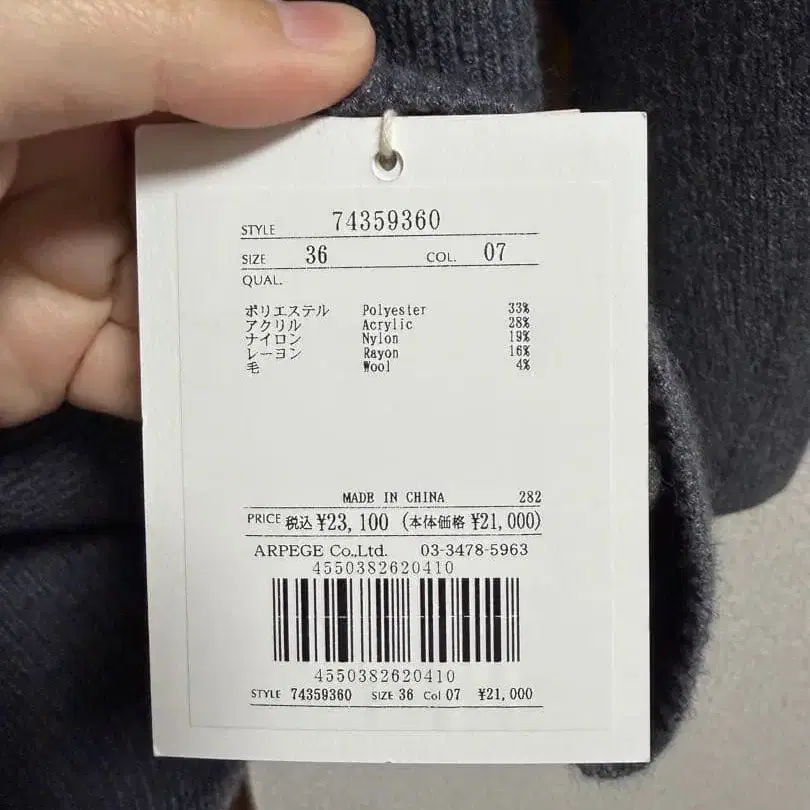 STYLE 74359360
SIZE 36 COL. 07
QUAL.
ポリエステル Polyester 33%
アクリル Acrylic 28%
ナイロン Nylon 19%
レーヨン Rayon 16%
毛 Wool 4%
MADE IN CHINA 282
PRICE 税込 ¥23,100 (本体価格 ¥21,000)
ARPEGE Co.,Ltd. 03-3478-5963
4550382620410
4550382620410
STYLE 74359360 SIZE 36 Col 07 ¥21,000